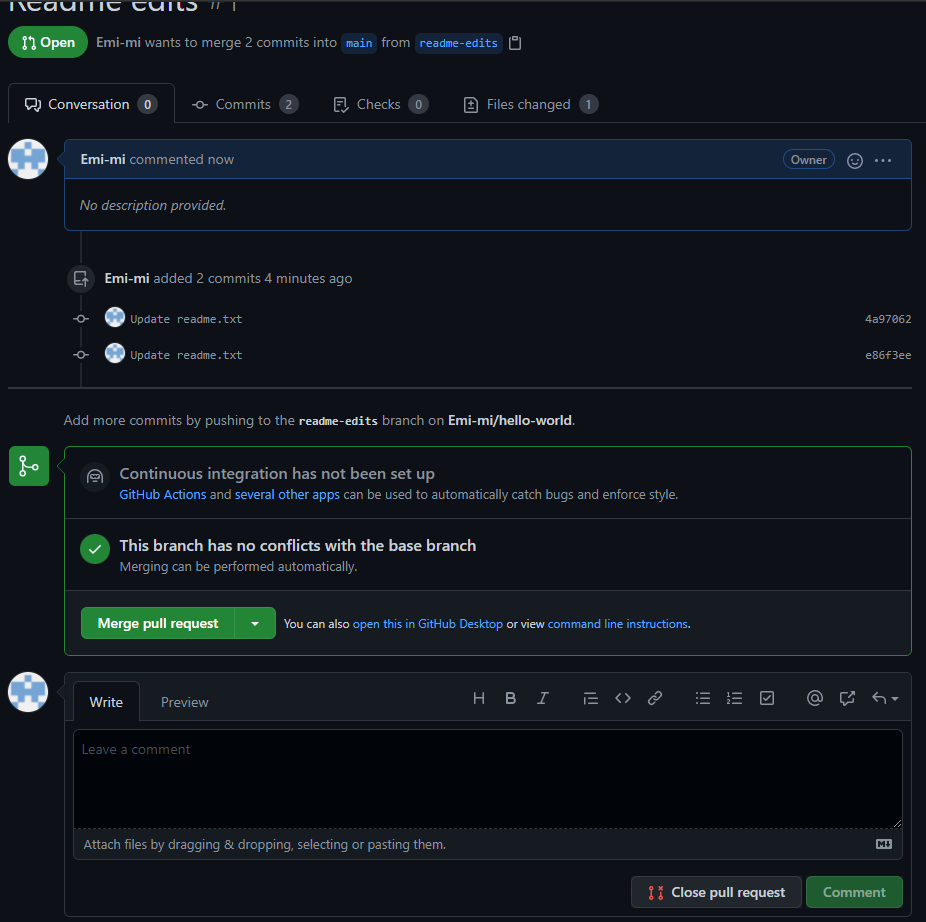 Readme edits #1
Open Emi-mi wants to merge 2 commits into main from readme-edits
Conversation 0 Commits 2 Checks 0 Files changed 1
Emi-mi commented now Owner
No description provided.
Emi-mi added 2 commits 4 minutes ago
Update readme.txt 4a97062
Update readme.txt e86f3ee
Add more commits by pushing to the readme-edits branch on Emi-mi/hello-world.
Continuous integration has not been set up
GitHub Actions and several other apps can be used to automatically catch bugs and enforce style.
This branch has no conflicts with the base branch
Merging can be performed automatically.
Merge pull request You can also open this in GitHub Desktop or view command line instructions.
Write Preview H B I
Leave a comment
Attach files by dragging & dropping, selecting or pasting them.
Close pull request Comment